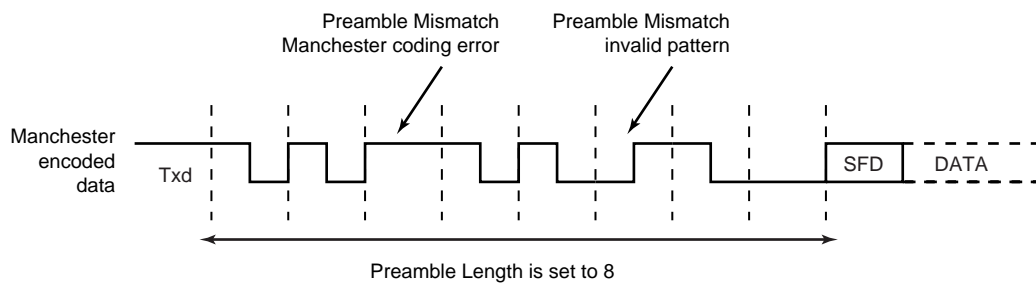 Preamble Mismatch
Manchester coding error
Preamble Mismatch
invalid pattern
Manchester
encoded
data
Txd
SFD
DATA
Preamble Length is set to 8